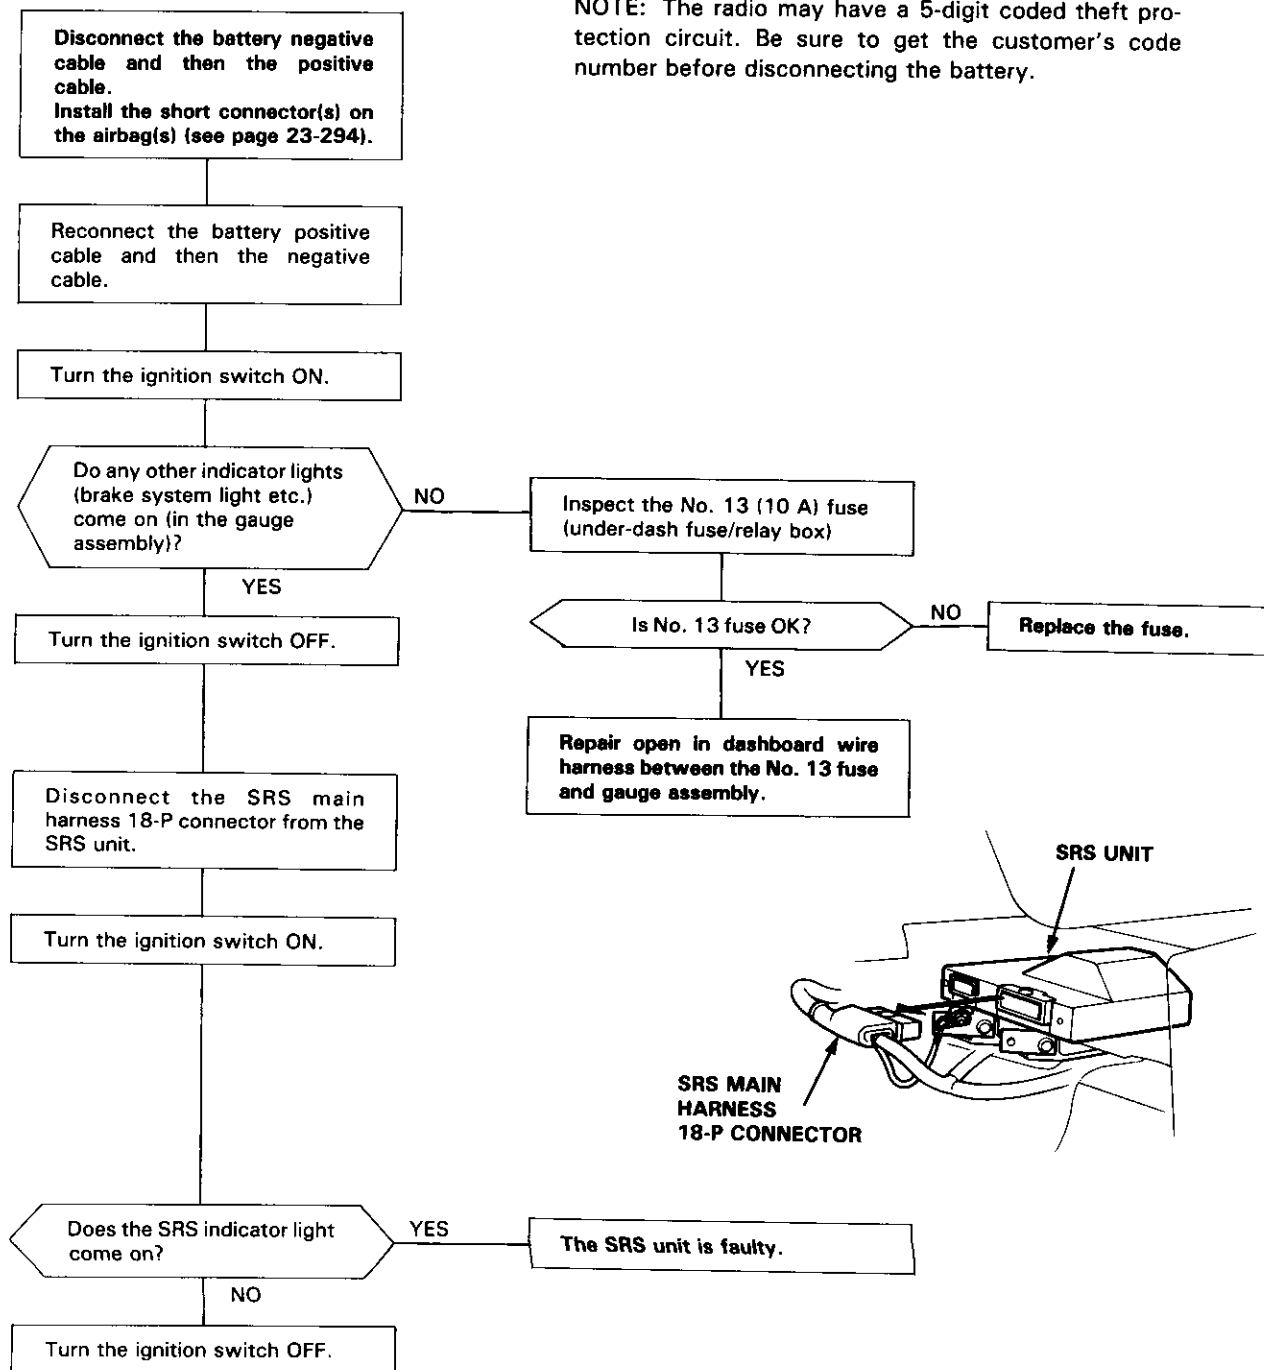 NOTE: The radio may have a 5-digit coded theft pro-
tection circuit. Be sure to get the customer's code
number before disconnecting the battery.
Disconnect the battery negative
cable and then the positive
cable.
Install the short connector(s) on
the airbag(s) (see page 23-294).
Reconnect the battery positive
cable and then the negative
cable.
Turn the ignition switch ON.
Do any other indicator lights
(brake system light etc.)
come on (in the gauge
assembly)?
NO
Inspect the No. 13 (10 A) fuse
(under-dash fuse/relay box)
YES
Is No. 13 fuse OK?
NO
Replace the fuse.
YES
Turn the ignition switch OFF.
Repair open in dashboard wire
harness between the No. 13 fuse
and gauge assembly.
Disconnect the SRS main
harness 18-P connector from the
SRS unit.
SRS UNIT
Turn the ignition switch ON.
SRS MAIN
HARNESS
18-P CONNECTOR
Does the SRS indicator light
come on?
YES
The SRS unit is faulty.
NO
Turn the ignition switch OFF.